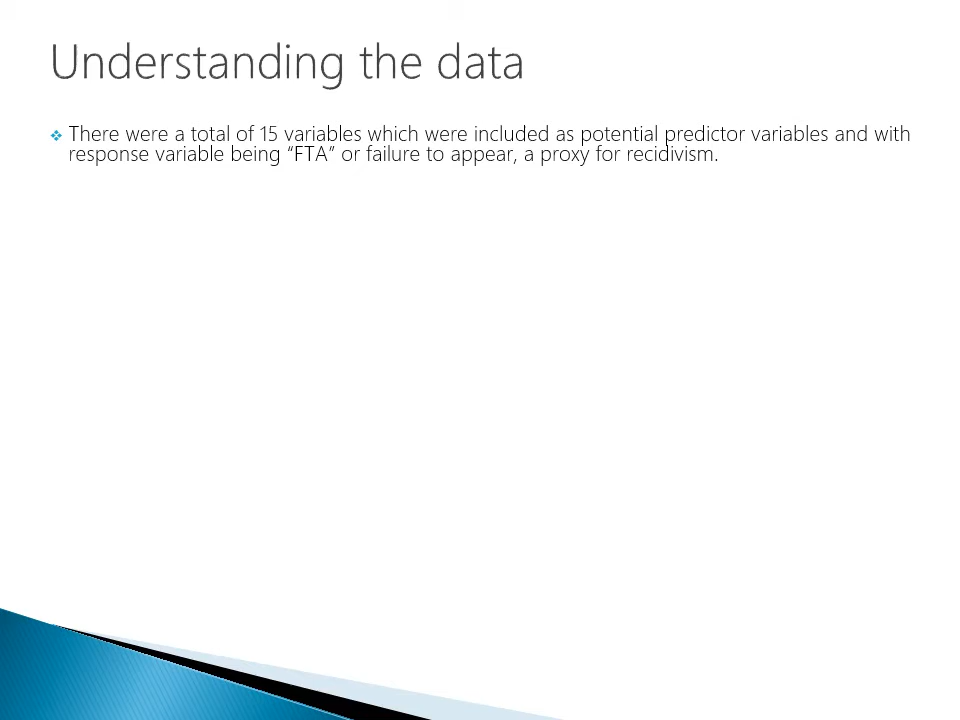 Understanding the data
❖ There were a total of 15 variables which were included as potential predictor variables and with
response variable being “FTA” or failure to appear, a proxy for recidivism.